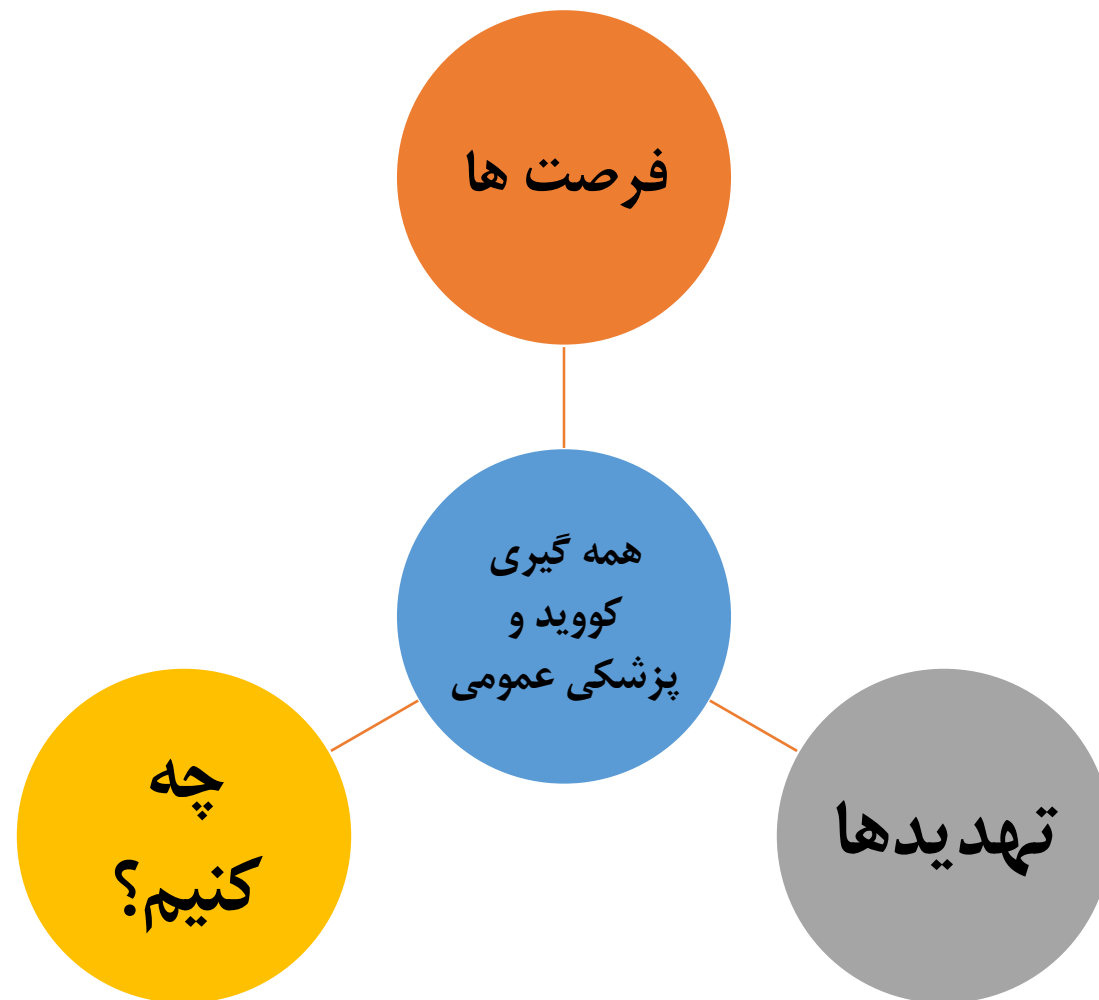 فرصت ها
همه گیری
کووید و
پزشکی عمومی
تهدیدها
چه
کنیم؟